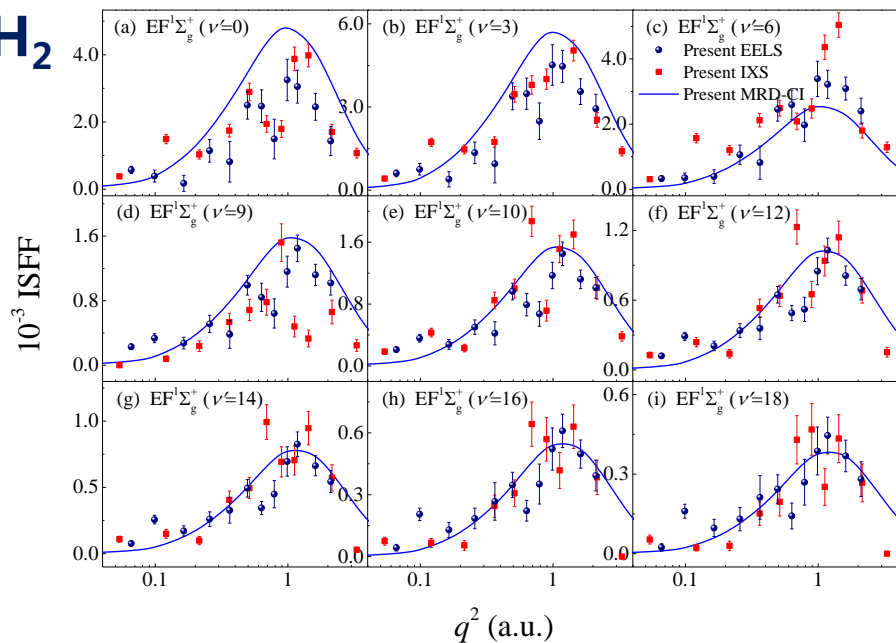 H₂
(a) EF¹Σg⁺ (ν'=0)
(b) EF¹Σg⁺ (ν'=3)
(c) EF¹Σg⁺ (ν'=6)
Present EELS
Present IXS
Present MRD-CI
4.0
2.0
0.0
6.0
3.0
0.0
4.0
2.0
0.0
(d) EF¹Σg⁺ (ν'=9)
(e) EF¹Σg⁺ (ν'=10)
(f) EF¹Σg⁺ (ν'=12)
1.6
0.8
0.0
1.6
0.8
0.0
1.2
0.6
0.0
(g) EF¹Σg⁺ (ν'=14)
(h) EF¹Σg⁺ (ν'=16)
(i) EF¹Σg⁺ (ν'=18)
1.0
0.5
0.0
0.6
0.3
0.0
0.6
0.3
0.0
10⁻³ ISFF
0.1 1 0.1 1 0.1 1
q² (a.u.)